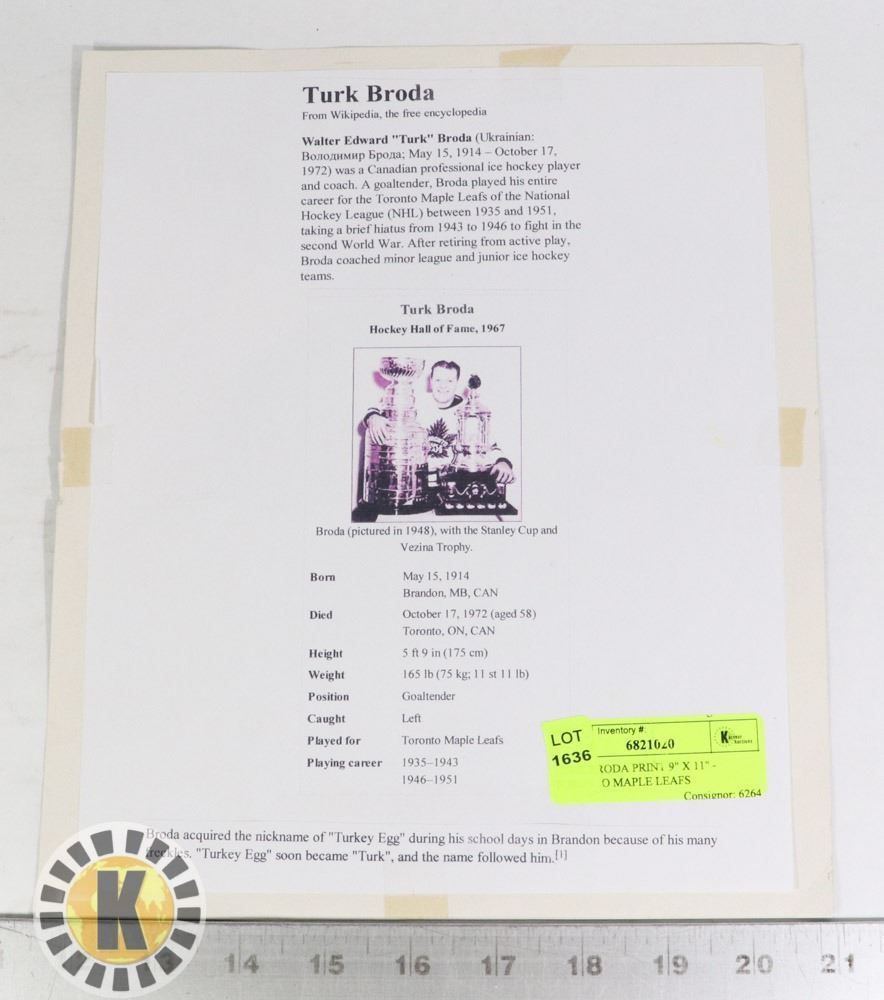 Turk Broda
From Wikipedia, the free encyclopedia
Walter Edward "Turk" Broda (Ukrainian:
Володимир Брода; May 15, 1914 – October 17,
1972) was a Canadian professional ice hockey player
and coach. A goaltender, Broda played his entire
career for the Toronto Maple Leafs of the National
Hockey League (NHL) between 1935 and 1951,
taking a brief hiatus from 1943 to 1946 to fight in the
second World War. After retiring from active play,
Broda coached minor league and junior ice hockey
teams.
Turk Broda
Hockey Hall of Fame, 1967
Broda (pictured in 1948), with the Stanley Cup and
Vezina Trophy.
Born May 15, 1914
Brandon, MB, CAN
Died October 17, 1972 (aged 58)
Toronto, ON, CAN
Height 5 ft 9 in (175 cm)
Weight 165 lb (75 kg; 11 st 11 lb)
Position Goaltender
Caught Left
Played for Toronto Maple Leafs
Playing career 1935–1943
1946–1951
LOT
1636
Inventory #:
6821020
K
RODA PRINT 9" X 11" -
O MAPLE LEAFS
Consignor: 6264
Broda acquired the nickname of "Turkey Egg" during his school days in Brandon because of his many
freckles. "Turkey Egg" soon became "Turk", and the name followed him.[1]
K
13 14 15 16 17 18 19 20 21